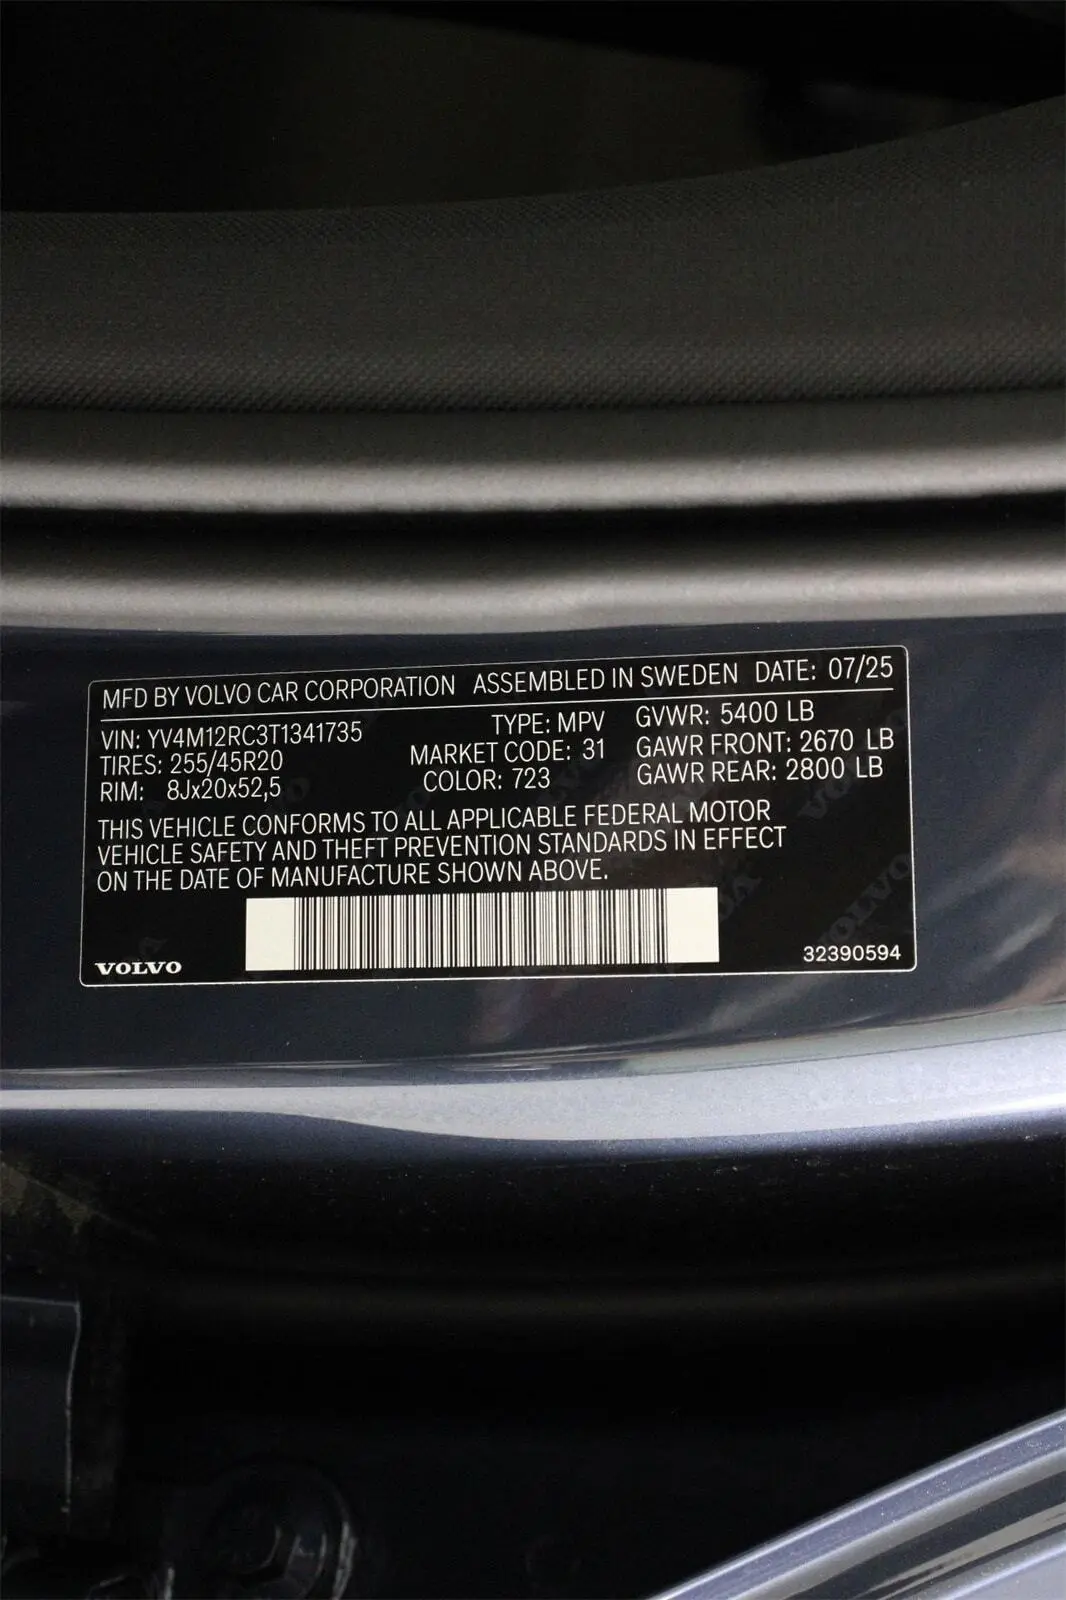 MFD BY VOLVO CAR CORPORATION ASSEMBLED IN SWEDEN DATE: 07/25
VIN: YV4M12RC3T1341735 TYPE: MPV GVWR: 5400 LB
TIRES: 255/45R20 MARKET CODE: 31 GAWR FRONT: 2670 LB
RIM: 8Jx20x52,5 COLOR: 723 GAWR REAR: 2800 LB
THIS VEHICLE CONFORMS TO ALL APPLICABLE FEDERAL MOTOR
VEHICLE SAFETY AND THEFT PREVENTION STANDARDS IN EFFECT
ON THE DATE OF MANUFACTURE SHOWN ABOVE.
VOLVO 32390594